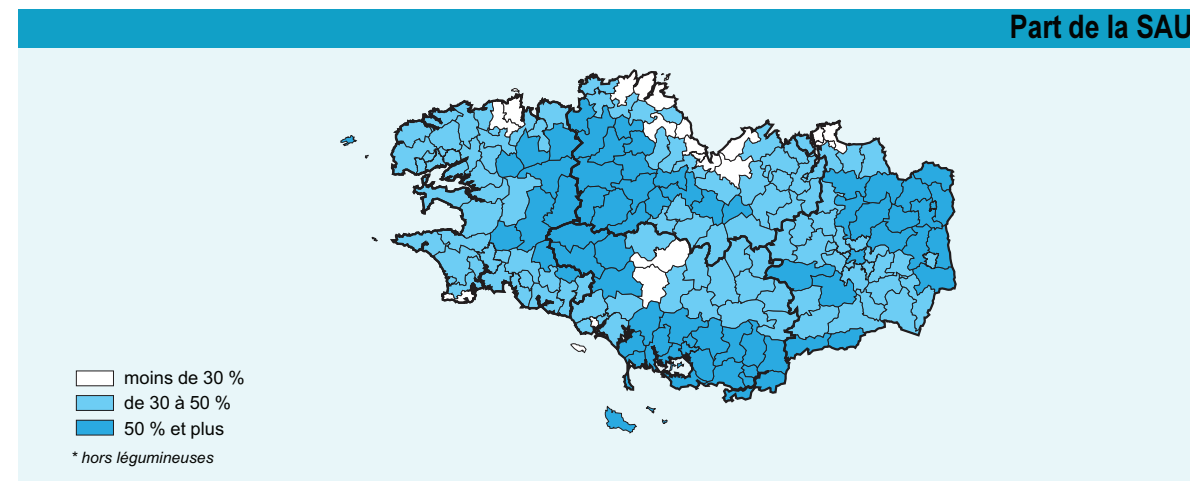 Part de la SAU
moins de 30 %
de 30 à 50 %
50 % et plus
* hors légumineuses